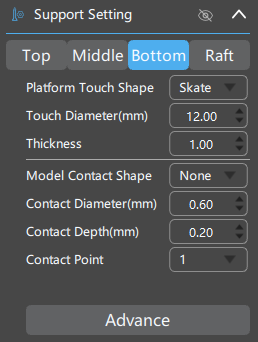 Support Setting
Top Middle Bottom Raft
Platform Touch Shape Skate
Touch Diameter(mm) 12.00
Thickness 1.00
Model Contact Shape None
Contact Diameter(mm) 0.60
Contact Depth(mm) 0.20
Contact Point 1
Advance